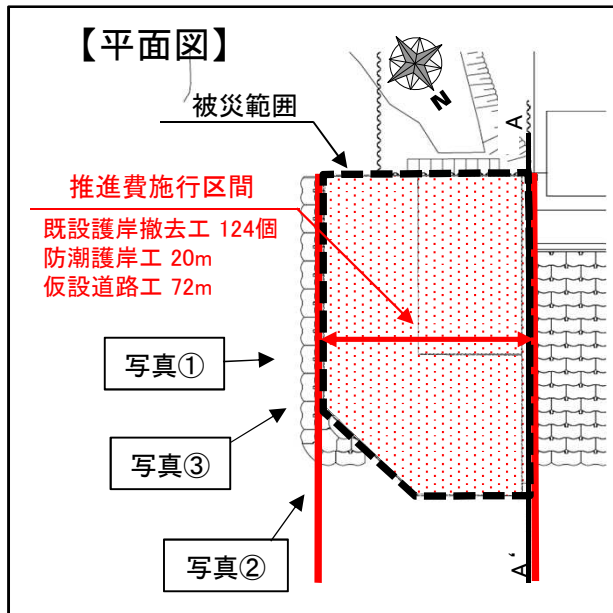 【平面図】
N
被災範囲
A
推進費施行区間
既設護岸撤去工 124個
防潮護岸工 20m
仮設道路工 72m
写真①
写真③
写真②
A‘